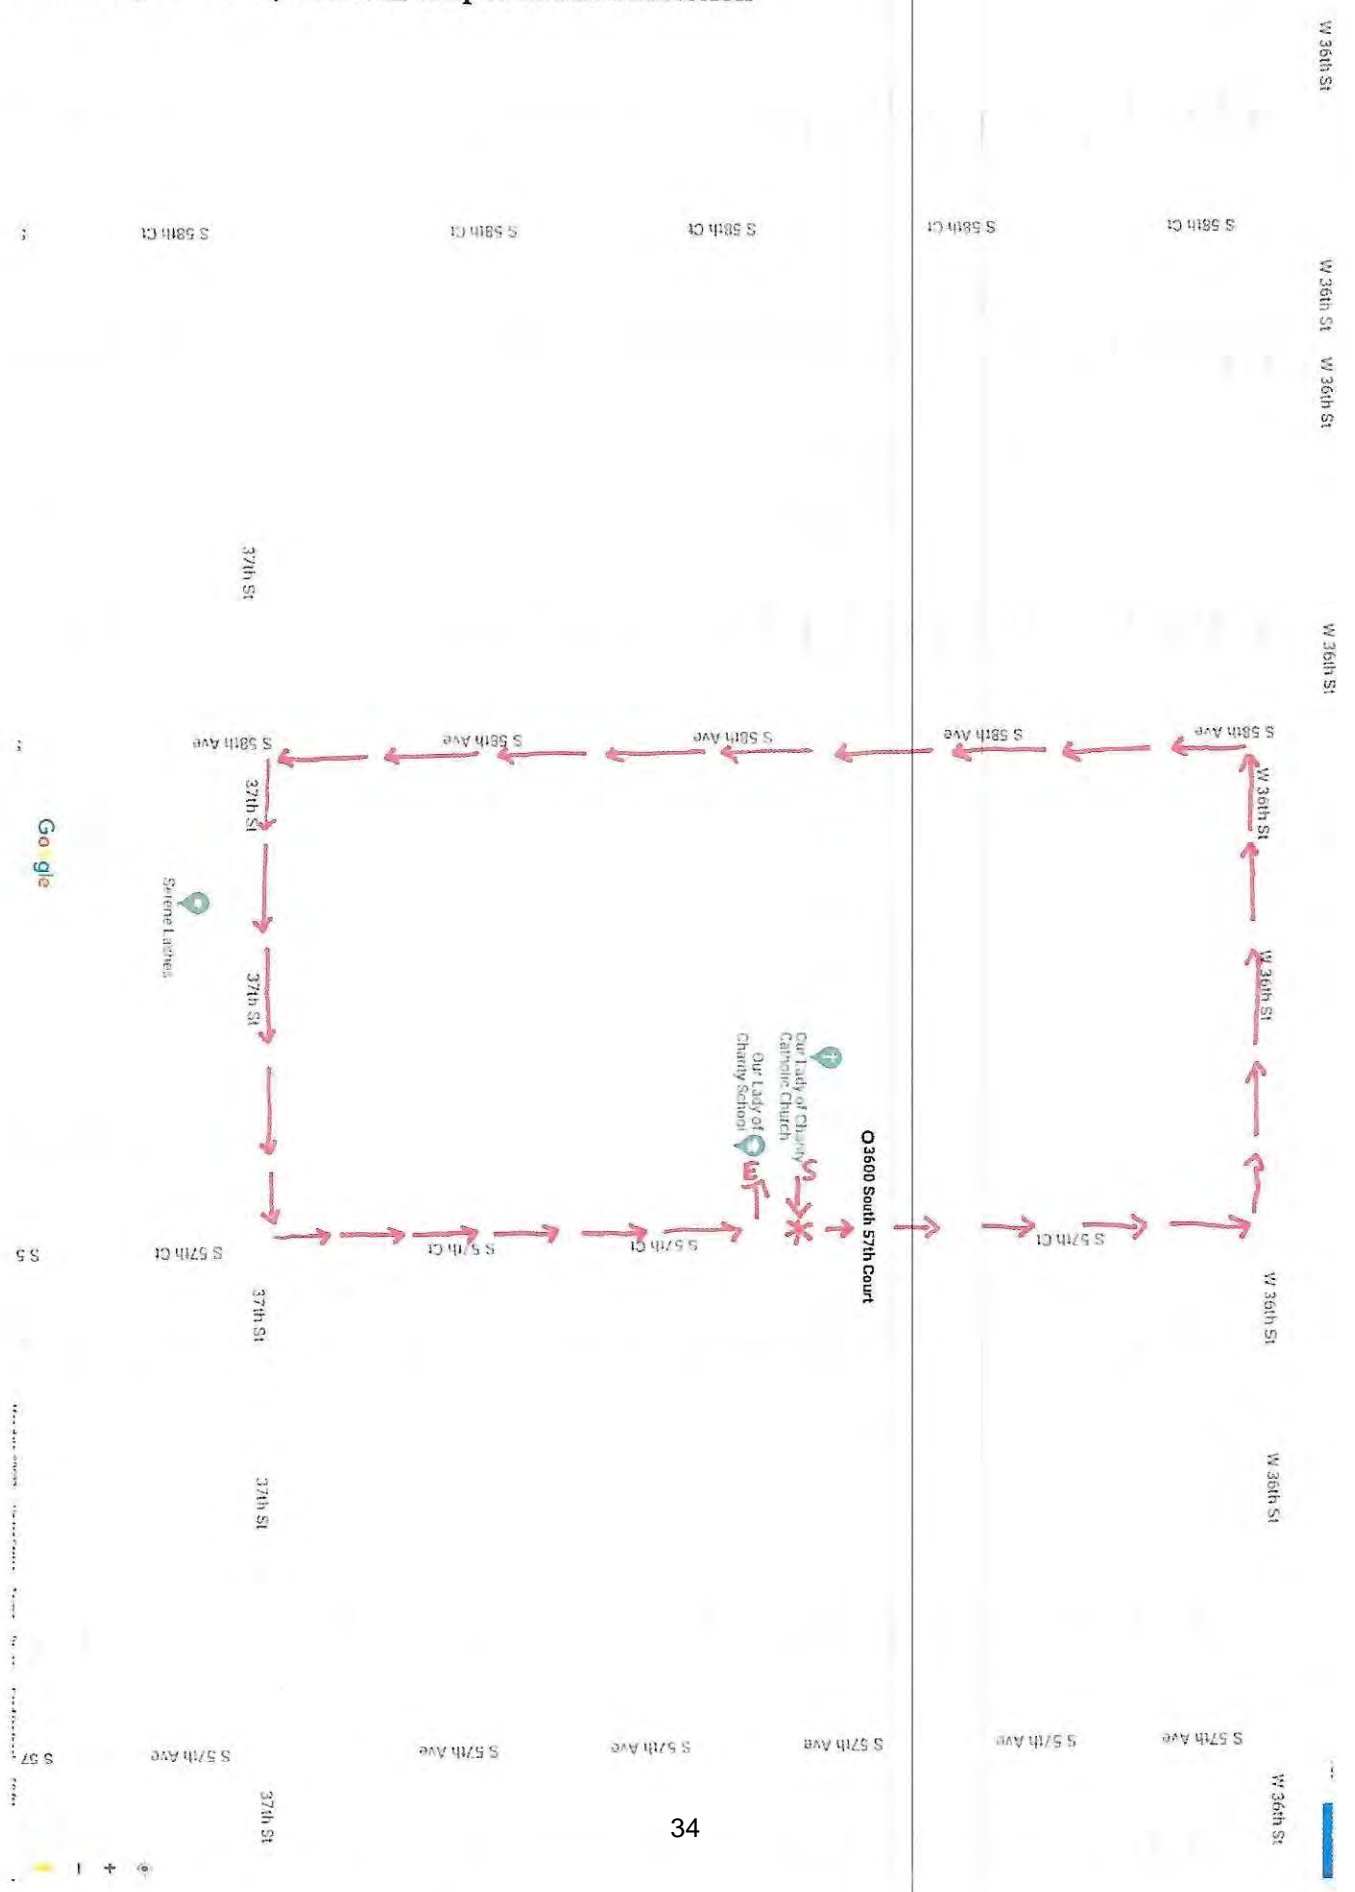 W 36th St
S 58th Ct
S 58th Ct
S 58th Ct
S 58th Ct
S 58th Ct
W 36th St
W 36th St
37th St
W 36th St
S 58th Ave
S 58th Ave
S 58th Ave
S 58th Ave
S 58th Ave
37th St
W 36th St
Google
Serene Lashes
37th St
W 36th St
Our Lady of Charity
Catholic Church
Our Lady of
Charity School
E
S
3600 South 57th Court
S 5
S 57th Ct
S 57th Ct
S 57th Ct
S 57th Ct
37th St
W 36th St
37th St
W 36th St
S 57
S 57th Ave
S 57th Ave
S 57th Ave
S 57th Ave
S 57th Ave
S 57th Ave
37th St
W 36th St
34